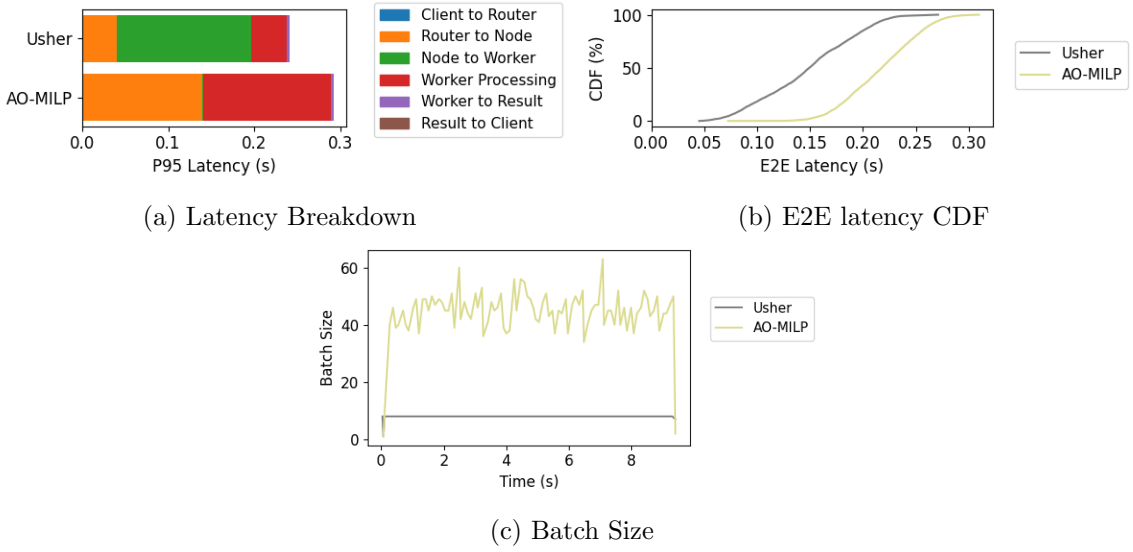 Usher
AO-MILP
0.0 0.1 0.2 0.3
P95 Latency (s)
Client to Router
Router to Node
Node to Worker
Worker Processing
Worker to Result
Result to Client
(a) Latency Breakdown
100
50
0
CDF (%)
0.00 0.05 0.10 0.15 0.20 0.25 0.30
E2E Latency (s)
Usher
AO-MILP
(b) E2E latency CDF
60
40
20
0
Batch Size
0 2 4 6 8
Time (s)
Usher
AO-MILP
(c) Batch Size